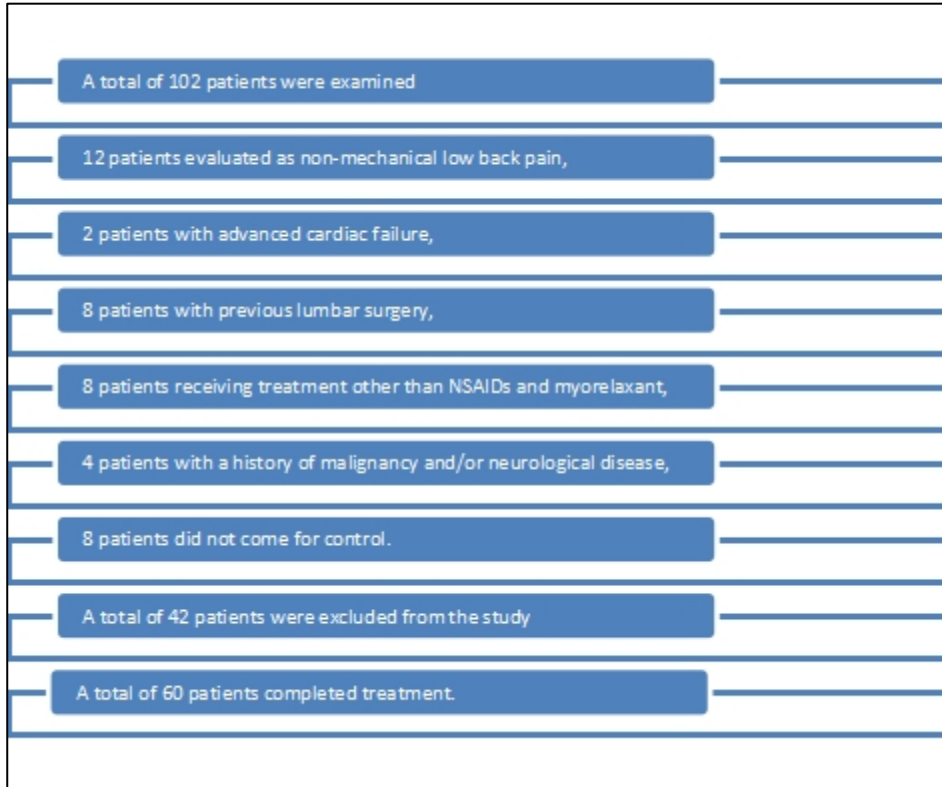 A total of 102 patients were examined
12 patients evaluated as non-mechanical low back pain,
2 patients with advanced cardiac failure,
8 patients with previous lumbar surgery,
8 patients receiving treatment other than NSAIDs and myorelaxant,
4 patients with a history of malignancy and/or neurological disease,
8 patients did not come for control.
A total of 42 patients were excluded from the study
A total of 60 patients completed treatment.